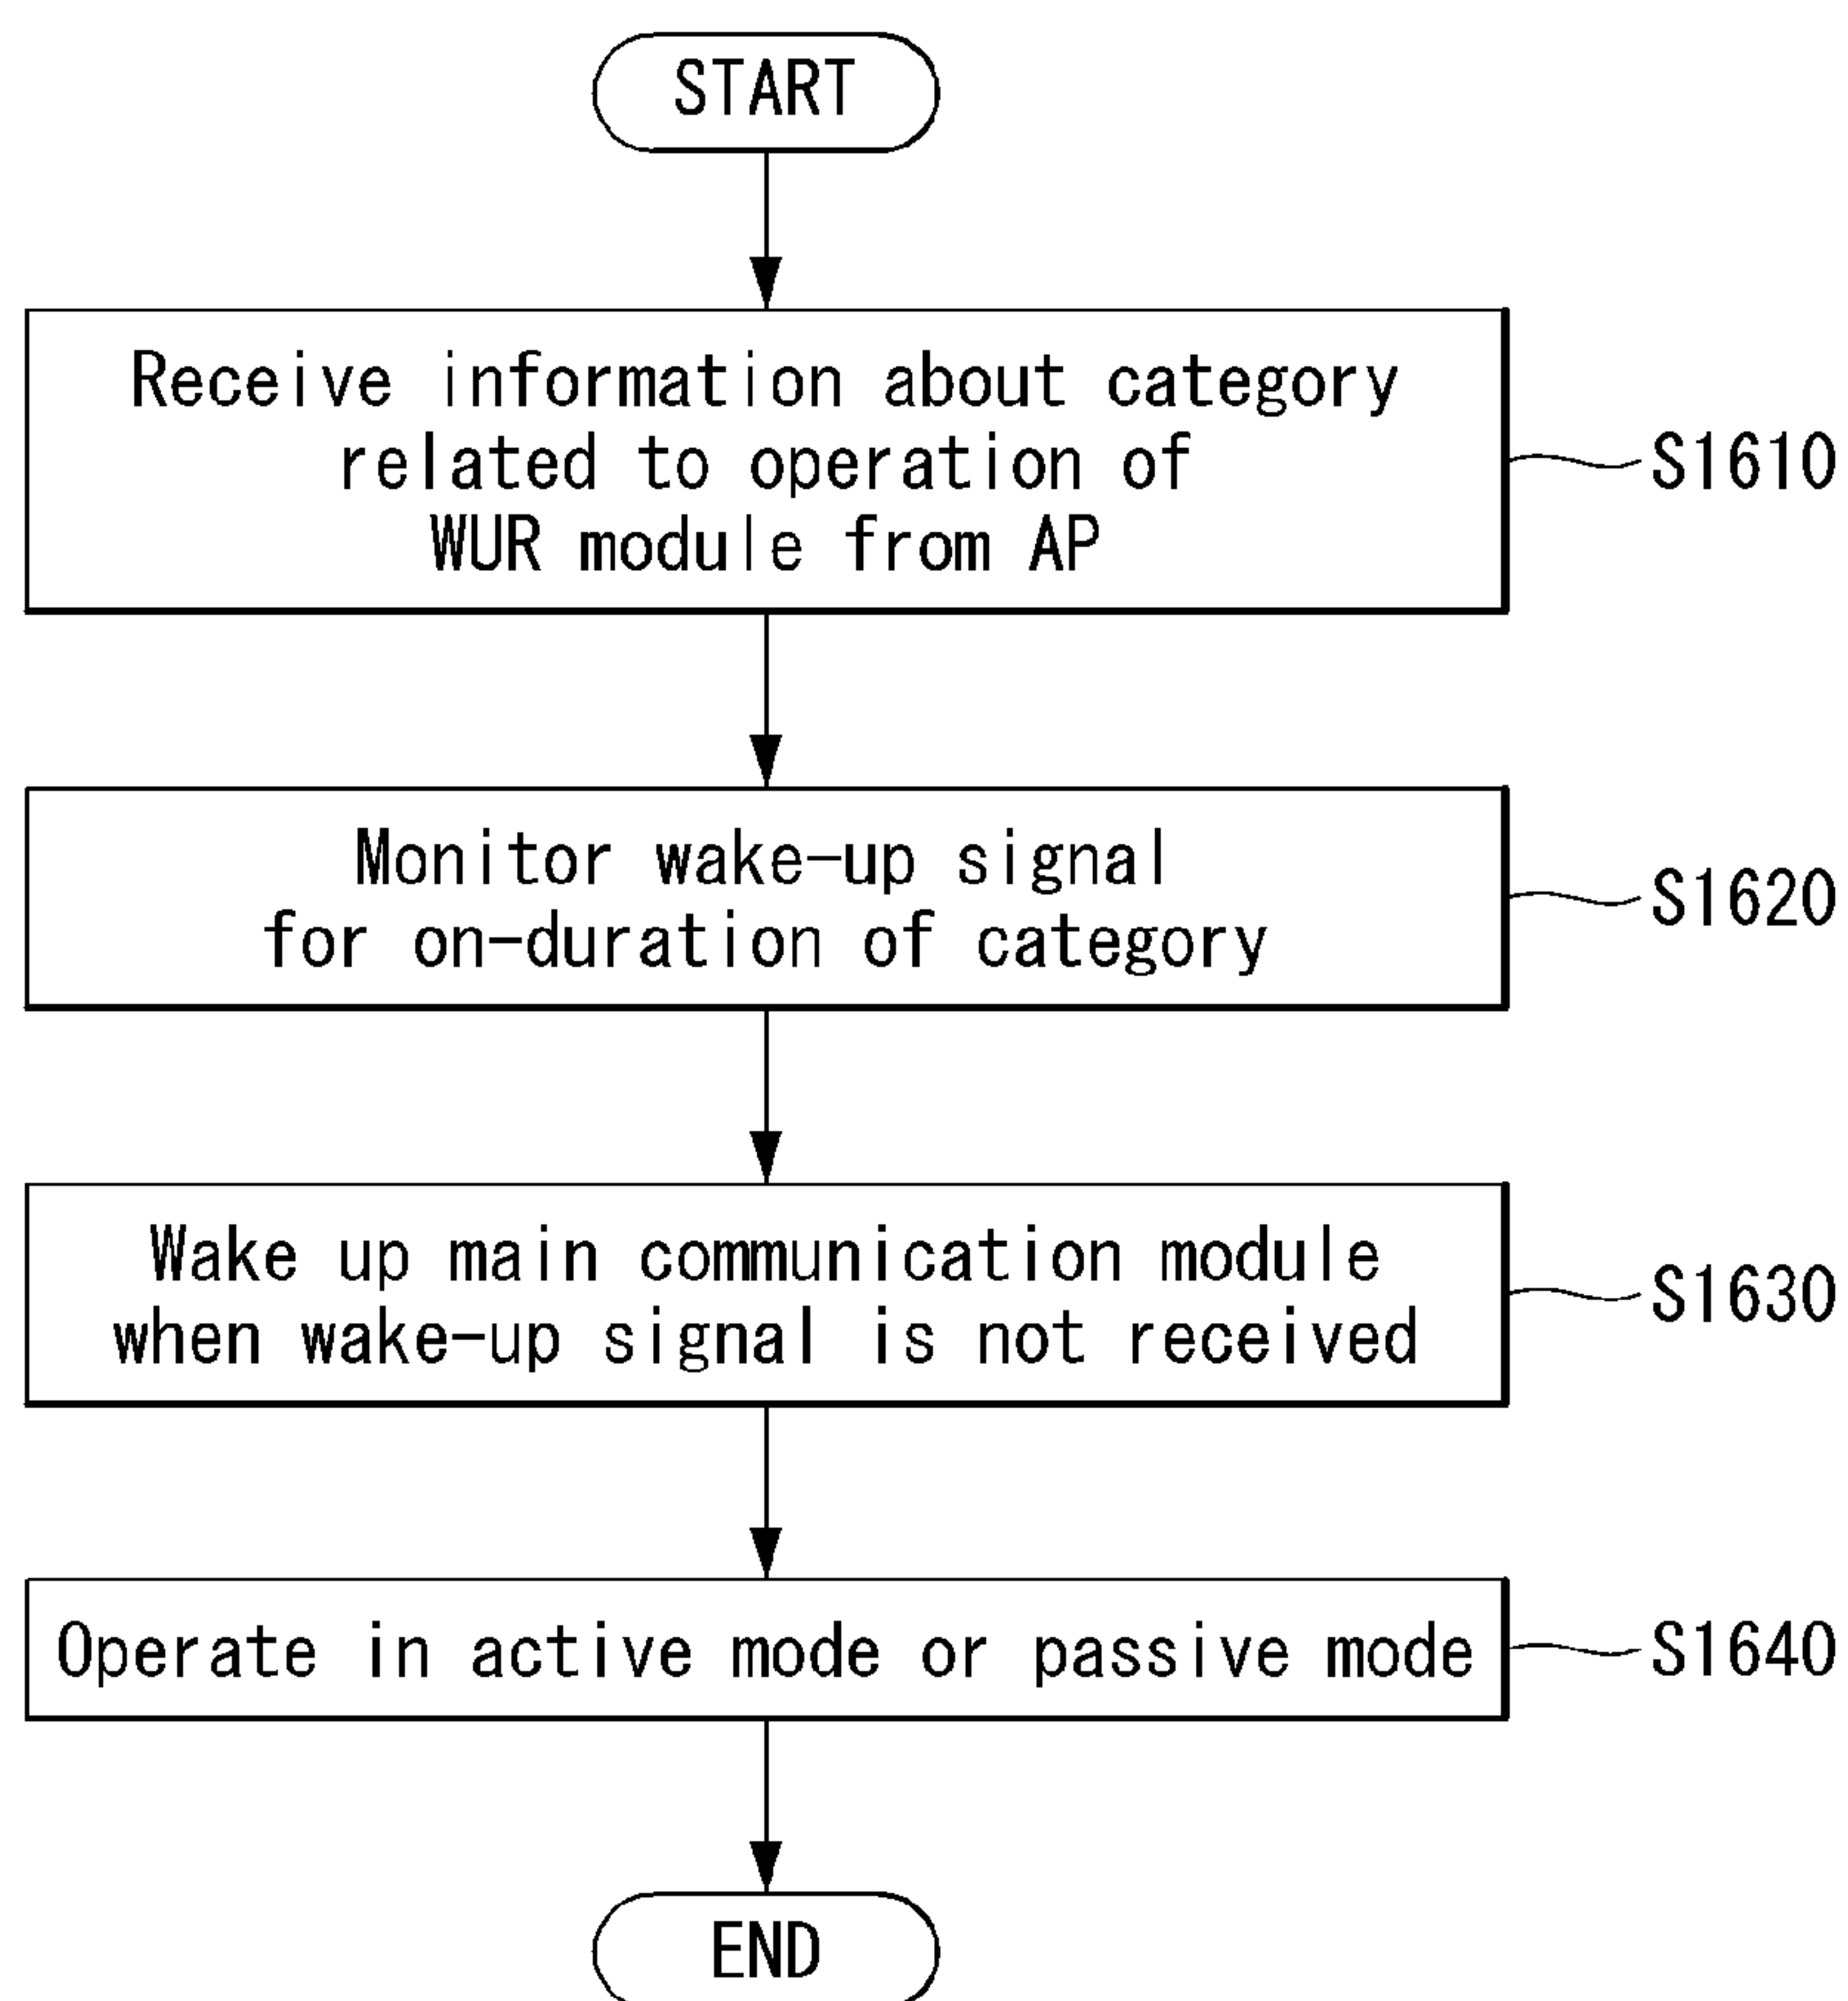 START
Receive information about category
related to operation of
WUR module from AP
S1610
Monitor wake-up signal
for on-duration of category
S1620
Wake up main communication module
when wake-up signal is not received
S1630
Operate in active mode or passive mode
S1640
END